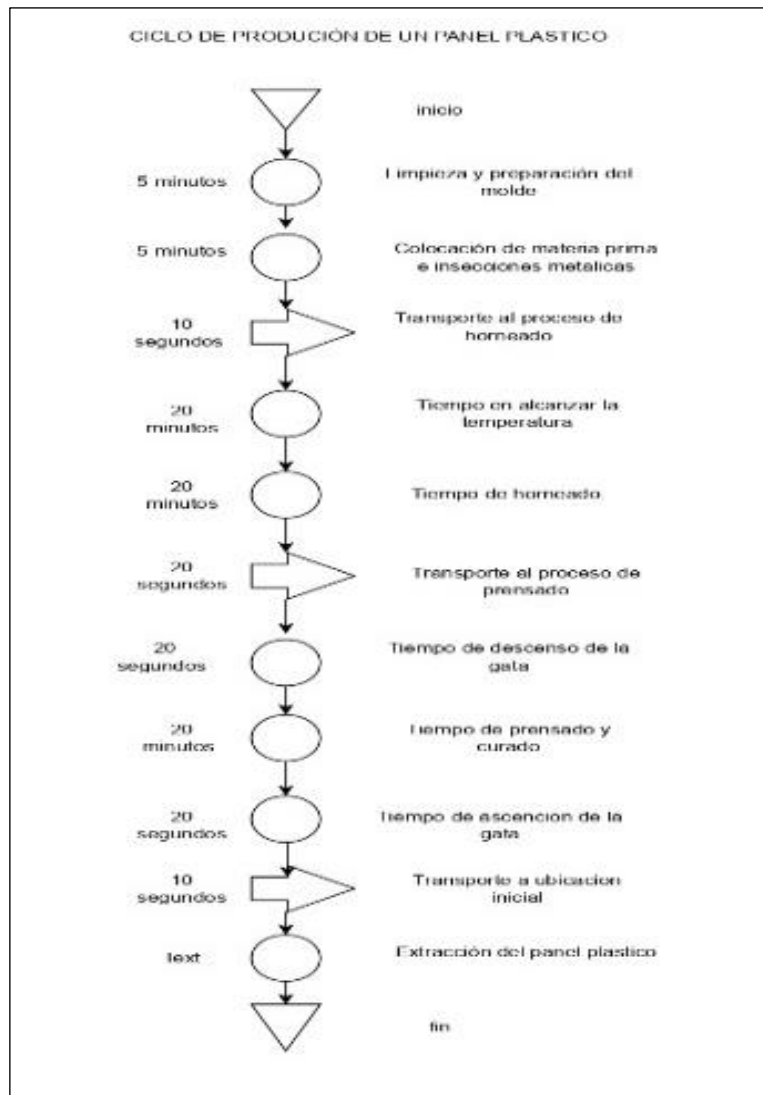 CICLO DE PRODUCIÓN DE UN PANEL PLASTICO
inicio
5 minutos
Limpieza y preparación del
molde
5 minutos
Colocación de materia prima
e insecciones metalicas
10
segundos
Transporte al proceso de
horneado
20
minutos
Tiempo en alcanzar la
temperatura
20
minutos
Tiempo de horneado
20
segundos
Transporte al proceso de
prensado
20
segundos
Tiempo de descenso de la
gata
20
minutos
Tiempo de prensado y
curado
20
segundos
Tiempo de ascencion de la
gata
10
segundos
Transporte a ubicacion
inicial
text
Extracción del panel plastico
fin